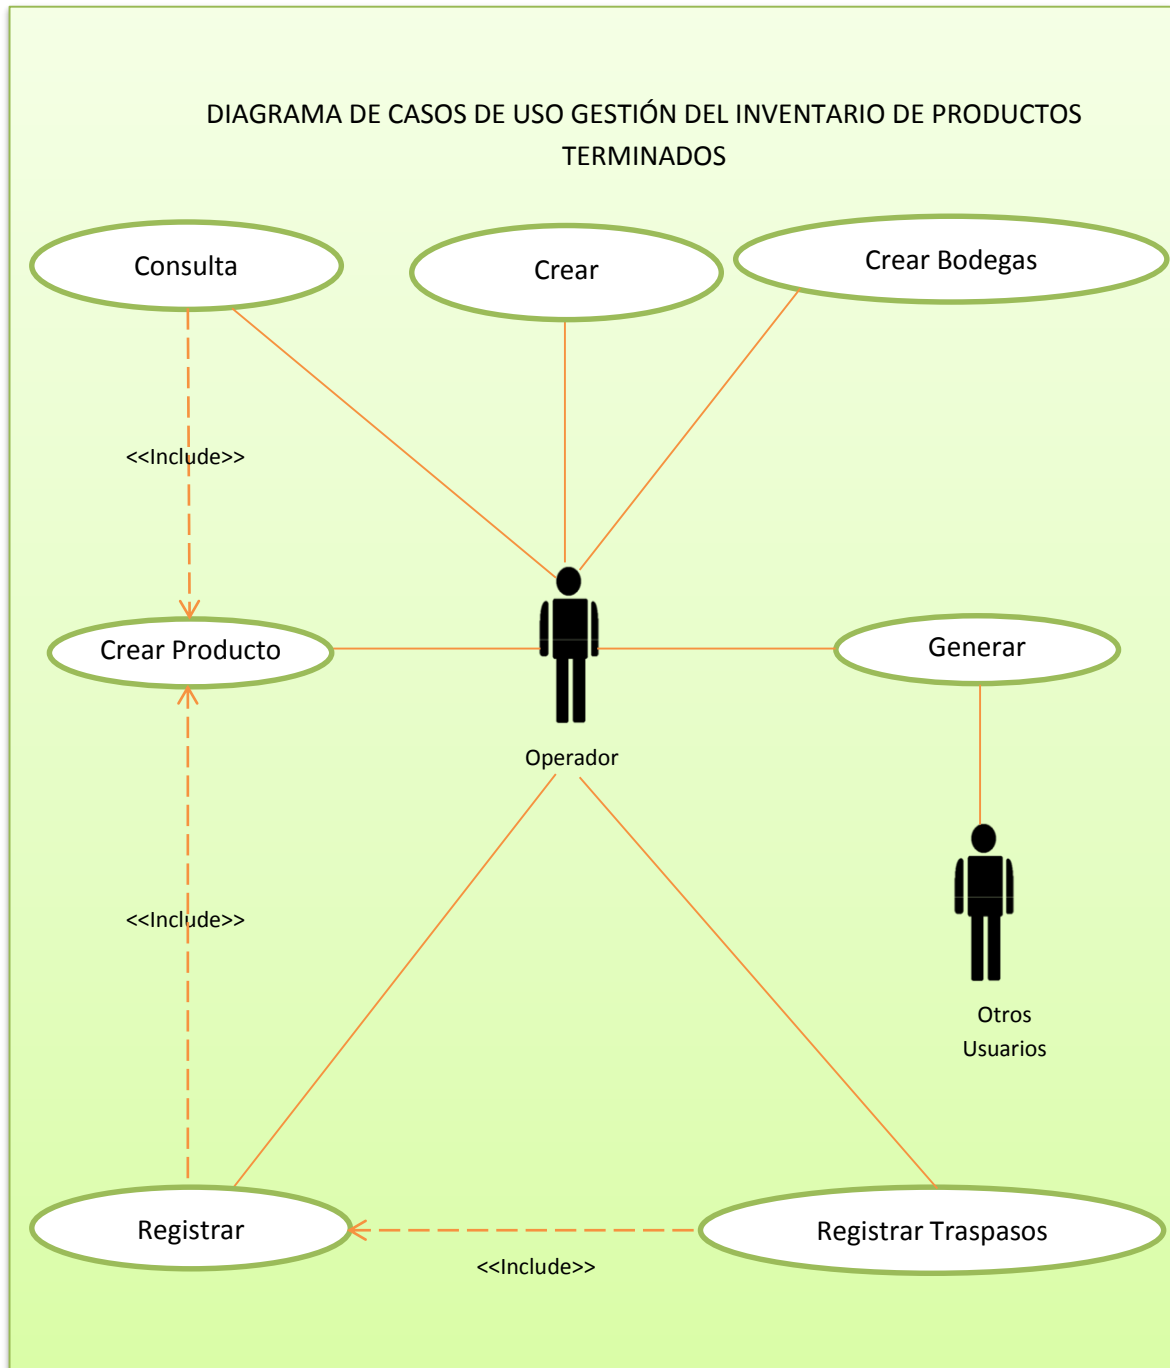 DIAGRAMA DE CASOS DE USO GESTIÓN DEL INVENTARIO DE PRODUCTOS
TERMINADOS
Consulta
Crear
Crear Bodegas
<<Include>>
Crear Producto
Generar
Operador
<<Include>>
Otros
Usuarios
Registrar
Registrar Traspasos
<<Include>>